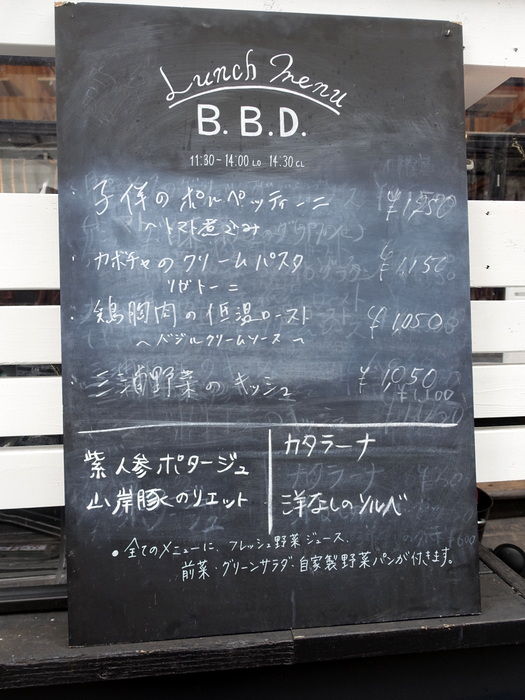 Lunch Menu
B.B.D.
11:30-14:00 LO 14:30 CL
・子羊のポルペッティーニ ¥1,250
〜トマト煮込み
・カボチャのクリームパスタ ¥1,150
リガトーニ
・鶏胸肉の低温ロースト ¥1,050
〜バジルクリームソース〜
・三浦野菜のキッシュ ¥1,050
紫人参ポタージュ
山岸豚のリエット
カタラーナ
洋なしのソルベ
●全てのメニューに、フレッシュ野菜ジュース、
前菜・グリーンサラダ・自家製野菜パンが付きます。